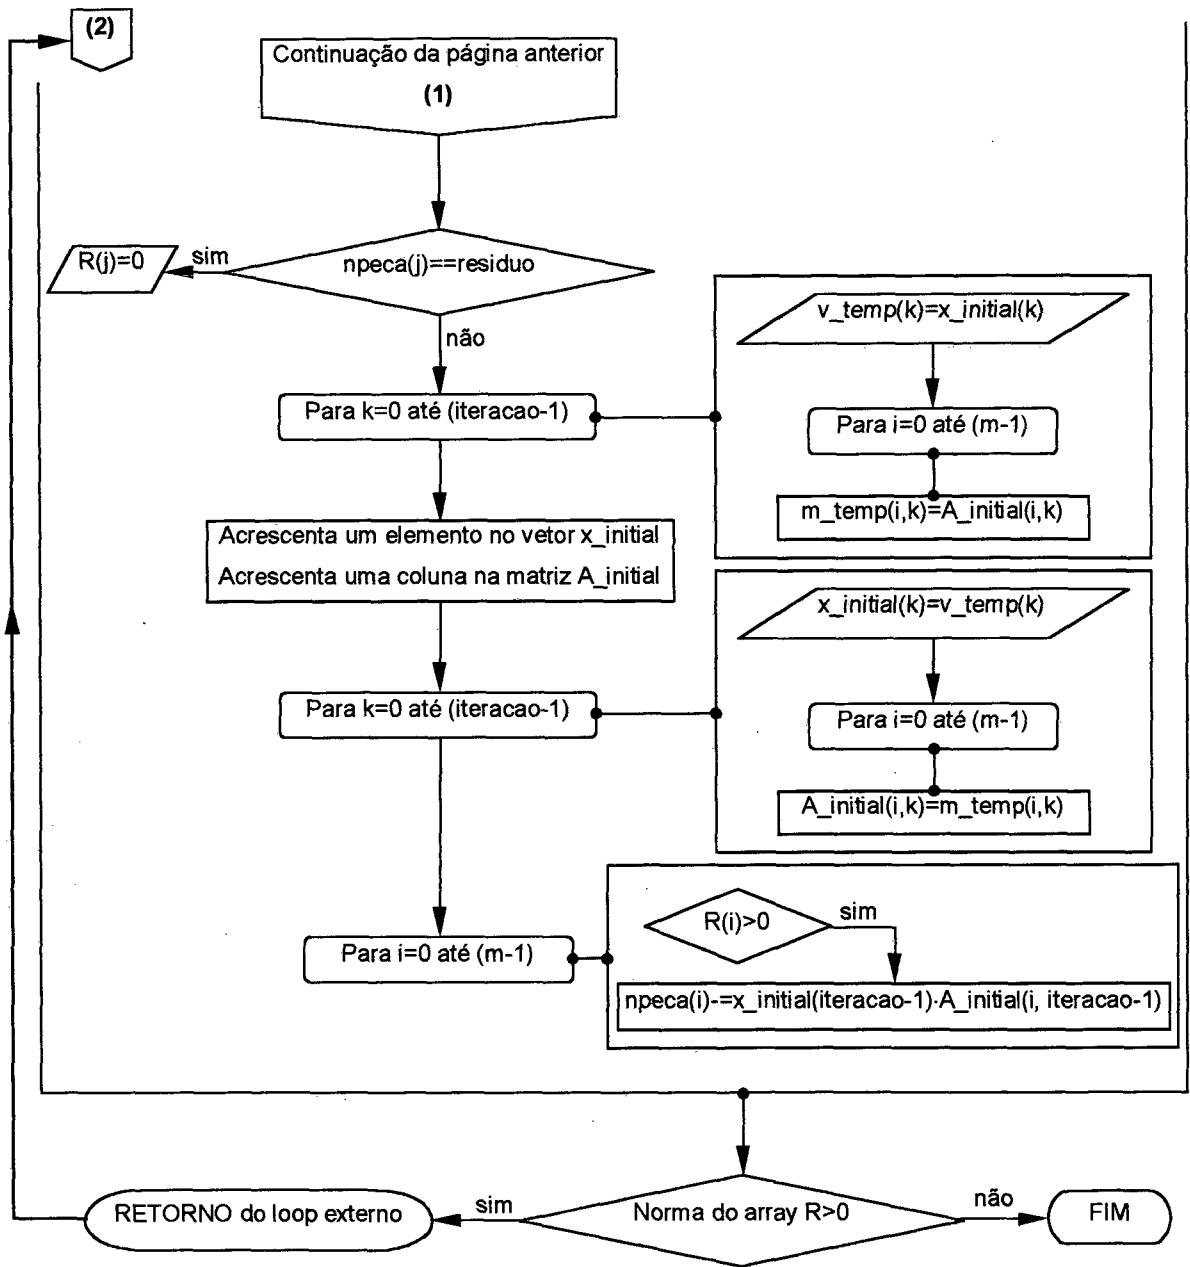 (2)
Continuação da página anterior
(1)
R(j)=0
sim
npeca(j)==residuo
não
Para k=0 até (iteracao-1)
v_temp(k)=x_initial(k)
Para i=0 até (m-1)
m_temp(i,k)=A_initial(i,k)
Acrescenta um elemento no vetor x_initial
Acrescenta uma coluna na matriz A_initial
Para k=0 até (iteracao-1)
x_initial(k)=v_temp(k)
Para i=0 até (m-1)
A_initial(i,k)=m_temp(i,k)
Para i=0 até (m-1)
R(i)>0
sim
npeca(i)-=x_initial(iteracao-1)·A_initial(i, iteracao-1)
RETORNO do loop externo
sim
Norma do array R>0
não
FIM